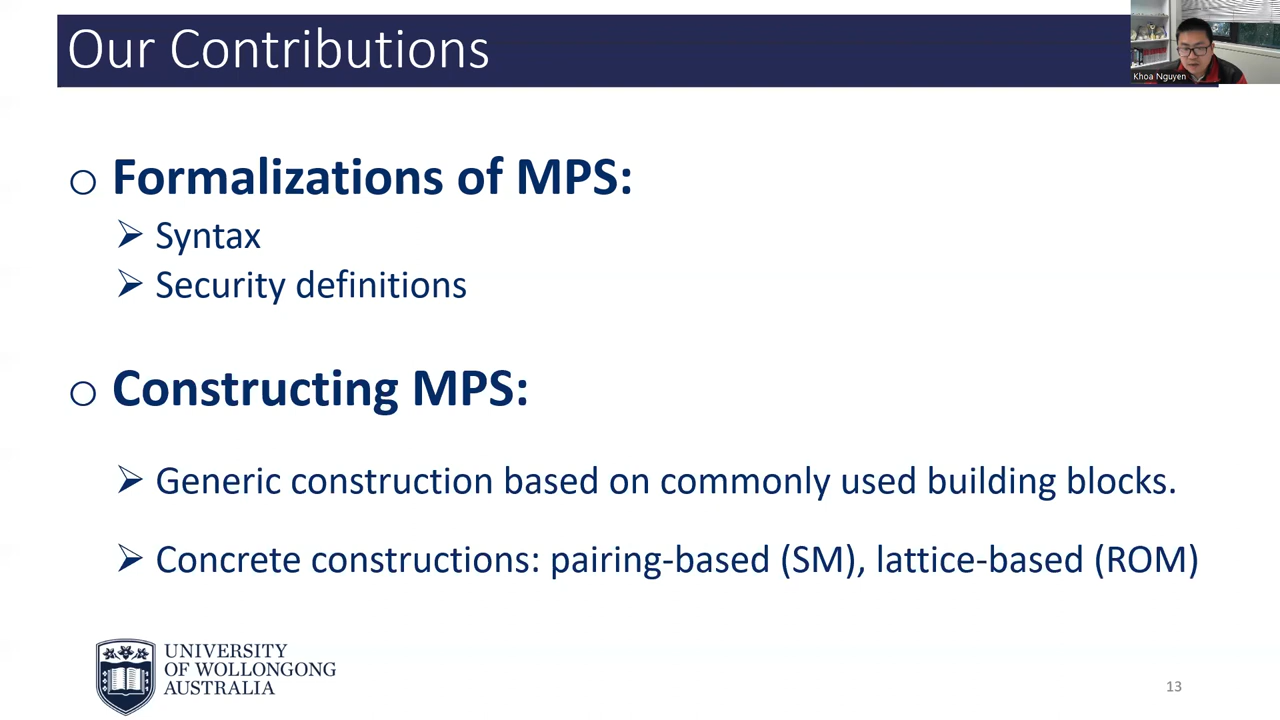 Our Contributions
Khoa Nguyen
o Formalizations of MPS:
➢ Syntax
➢ Security definitions
o Constructing MPS:
➢ Generic construction based on commonly used building blocks.
➢ Concrete constructions: pairing-based (SM), lattice-based (ROM)
UNIVERSITY
OF WOLLONGONG
AUSTRALIA
13